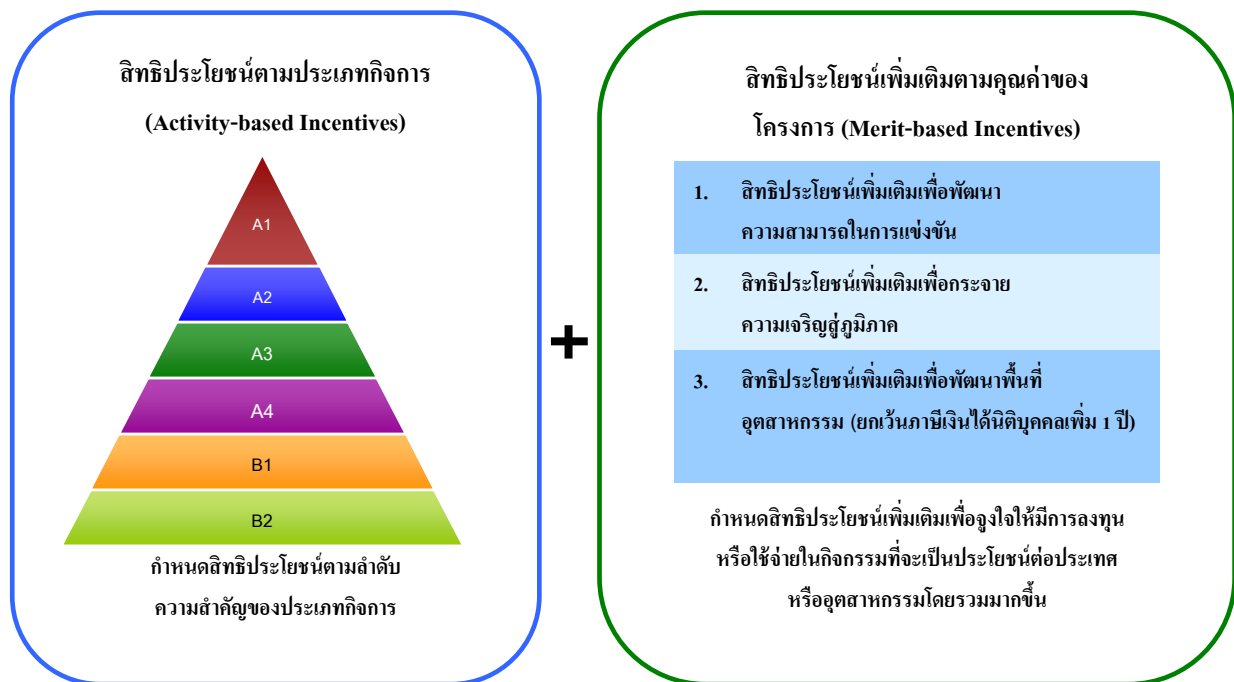 สิทธิประโยชน์ตามประเภทกิจการ
(Activity-based Incentives)
A1
A2
A3
A4
B1
B2
กำหนดสิทธิประโยชน์ตามลำดับ
ความสำคัญของประเภทกิจการ
+
สิทธิประโยชน์เพิ่มเติมตามคุณค่าของ
โครงการ (Merit-based Incentives)
1. สิทธิประโยชน์เพิ่มเติมเพื่อพัฒนา
ความสามารถในการแข่งขัน
2. สิทธิประโยชน์เพิ่มเติมเพื่อกระจาย
ความเจริญสู่ภูมิภาค
3. สิทธิประโยชน์เพิ่มเติมเพื่อพัฒนาพื้นที่
อุตสาหกรรม (ยกเว้นภาษีเงินได้นิติบุคคลเพิ่ม 1 ปี)
กำหนดสิทธิประโยชน์เพิ่มเติมเพื่อจูงใจให้มีการลงทุน
หรือใช้จ่ายในกิจกรรมที่จะเป็นประโยชน์ต่อประเทศ
หรืออุตสาหกรรมโดยรวมมากขึ้น